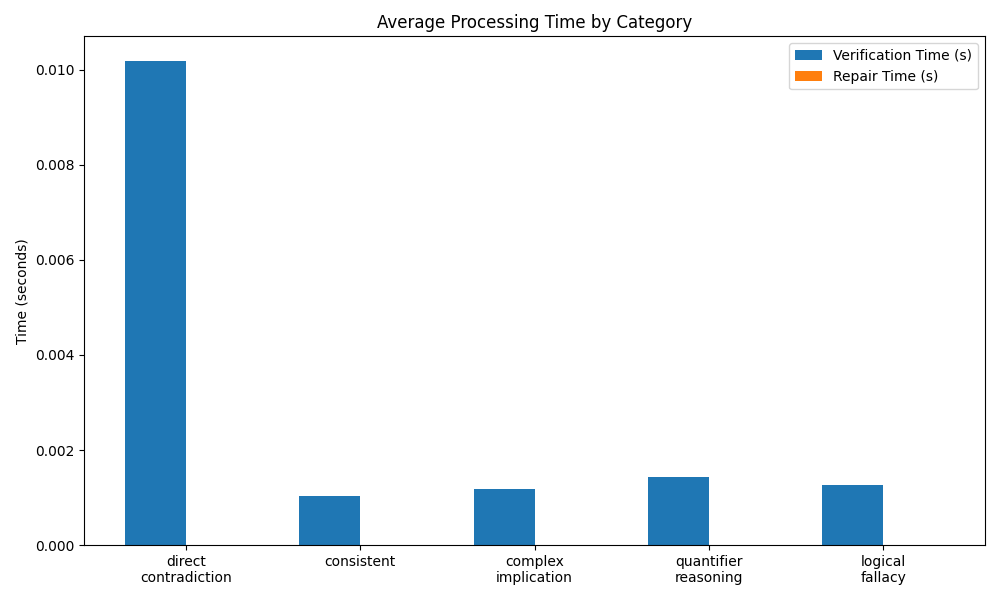 Average Processing Time by Category
Verification Time (s)
Repair Time (s)
Time (seconds)
0.010
0.008
0.006
0.004
0.002
0.000
direct
contradiction
consistent
complex
implication
quantifier
reasoning
logical
fallacy